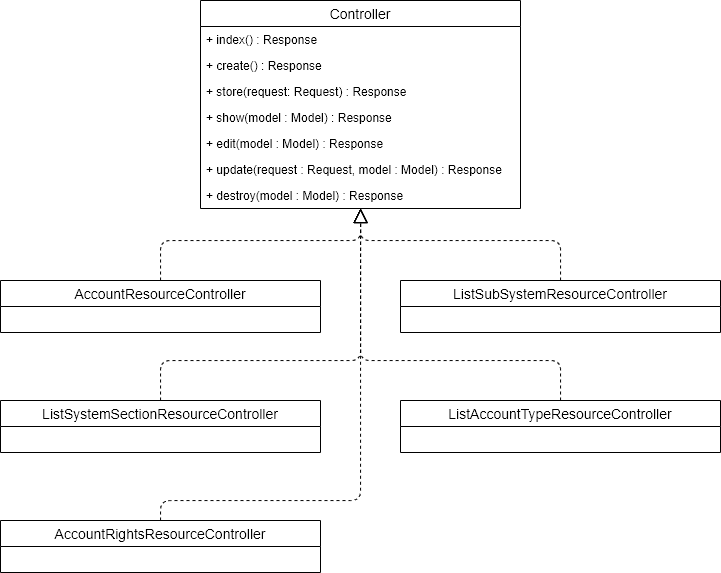 Controller
+ index() : Response
+ create() : Response
+ store(request: Request) : Response
+ show(model : Model) : Response
+ edit(model : Model) : Response
+ update(request : Request, model : Model) : Response
+ destroy(model : Model) : Response
AccountResourceController
ListSubSystemResourceController
ListSystemSectionResourceController
ListAccountTypeResourceController
AccountRightsResourceController